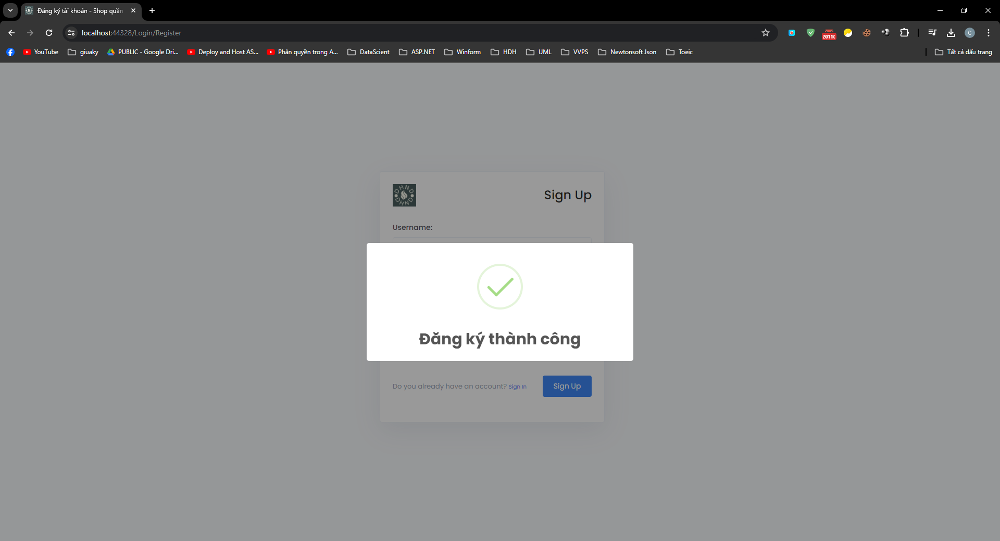 Đăng ký tài khoản - Shop quần
localhost:44328/Login/Register
YouTube
giuaky
PUBLIC - Google Dri...
Deploy and Host AS...
Phân quyền trong A...
DataScient
ASP.NET
Winform
HDH
UML
VVPS
Newtonsoft Json
Toeic
Tất cả dấu trang
C
DHND
DHND
Sign Up
Username:
Đăng ký thành công
Do you already have an account? Sign In
Sign Up